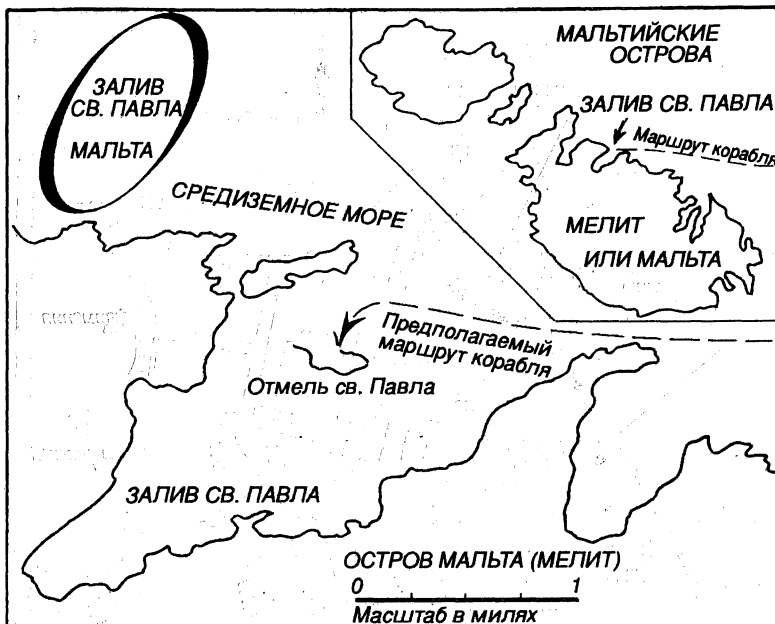 ЗАЛИВ
СВ. ПАВЛА
МАЛЬТА
МАЛЬТИЙСКИЕ
ОСТРОВА
ЗАЛИВ СВ. ПАВЛА
Маршрут корабля
МЕЛИТ
ИЛИ МАЛЬТА
СРЕДИЗЕМНОЕ МОРЕ
Предполагаемый
маршрут корабля
Отмель св. Павла
ЗАЛИВ СВ. ПАВЛА
ОСТРОВ МАЛЬТА (МЕЛИТ)
0 1
Масштаб в милях